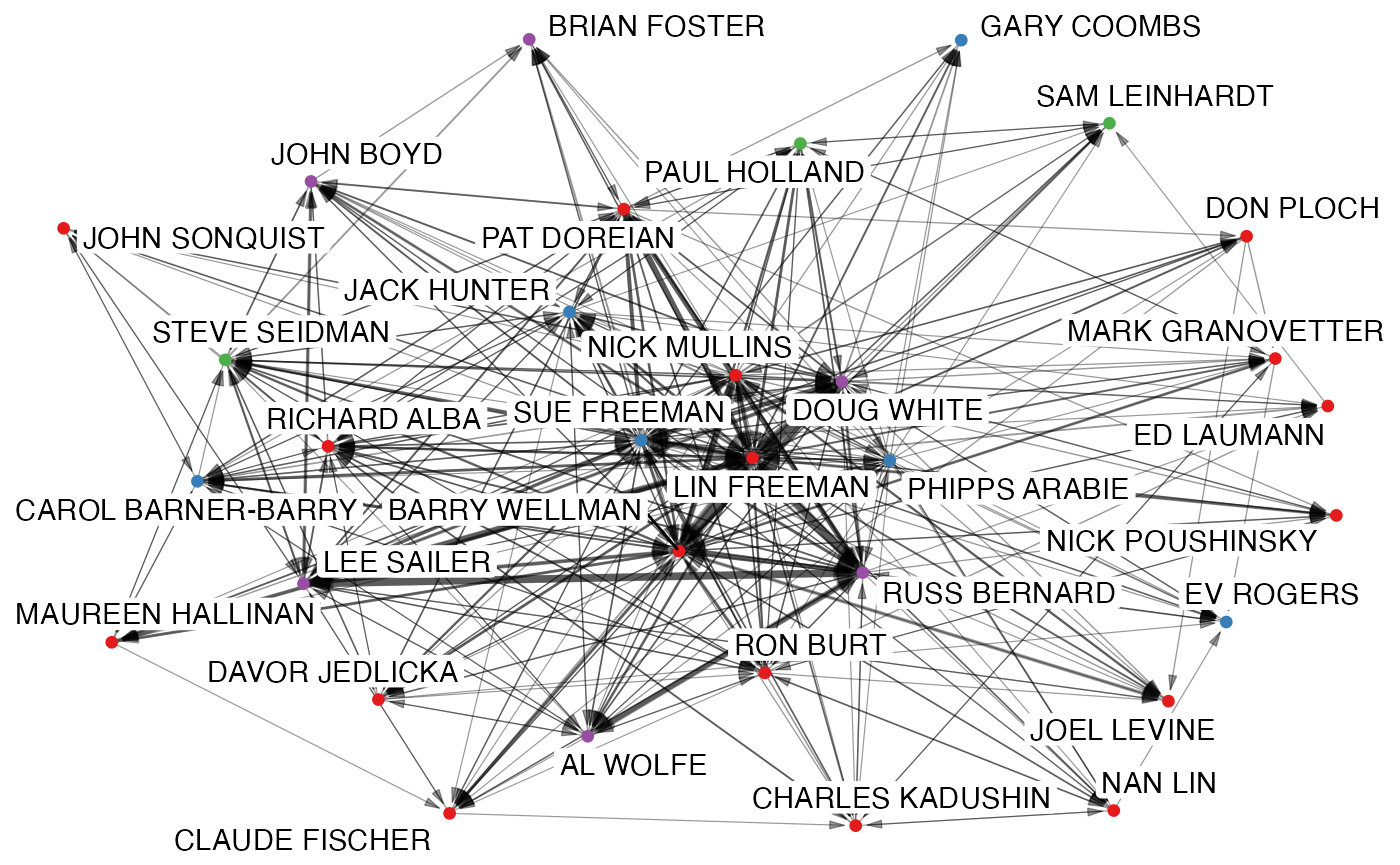 BRIAN FOSTER
GARY COOMBS
SAM LEINHARDT
JOHN BOYD
PAUL HOLLAND
DON PLOCH
JOHN SONQUIST
PAT DOREIAN
JACK HUNTER
STEVE SEIDMAN
MARK GRANOVETTER
NICK MULLINS
RICHARD ALBA
SUE FREEMAN
DOUG WHITE
ED LAUMANN
LIN FREEMAN
PHIPPS ARABIE
CAROL BARNER-BARRY
BARRY WELLMAN
NICK POUSHINSKY
LEE SAILER
RUSS BERNARD
EV ROGERS
MAUREEN HALLINAN
RON BURT
DAVOR JEDLICKA
JOEL LEVINE
AL WOLFE
NAN LIN
CHARLES KADUSHIN
CLAUDE FISCHER